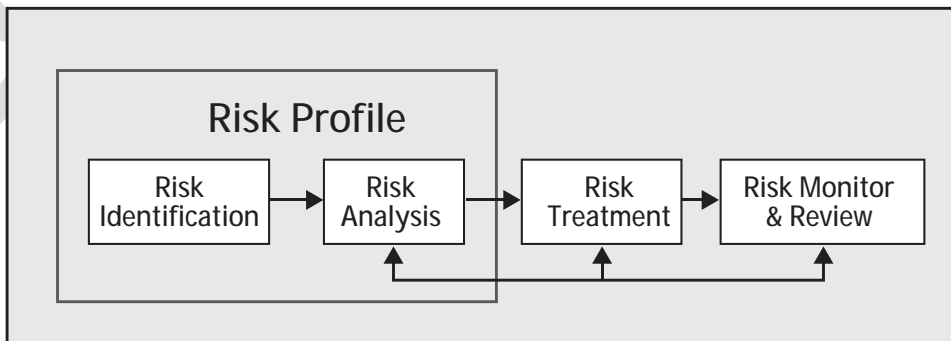 Risk Profile
Risk
Identification
Risk
Analysis
Risk
Treatment
Risk Monitor
& Review